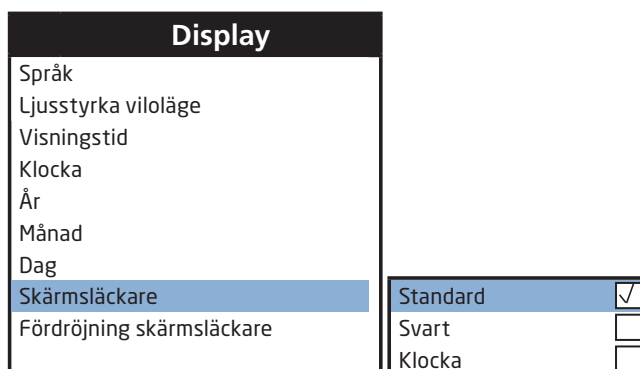 Display
Språk
Ljusstyrka viloläge
Visningstid
Klocka
År
Månad
Dag
Skärmsläckare
Fördröjning skärmsläckare
Standard
Svart
Klocka